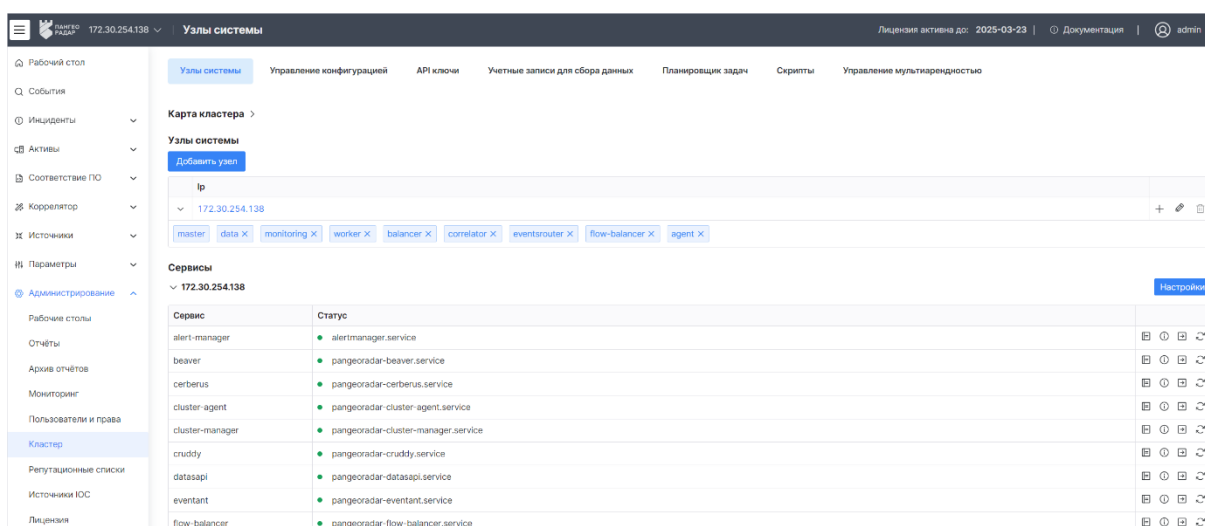 ПАНГЕО РАДАР 172.30.254.138 Узлы системы Лицензия активна до: 2025-03-23 | Документация | admin
Рабочий стол
События
Инциденты
Активы
Соответствие ПО
Коррелятор
Источники
Параметры
Администрирование
Рабочие столы
Отчёты
Архив отчётов
Мониторинг
Пользователи и права
Кластер
Репутационные списки
Источники IOC
Лицензия
Узлы системы Управление конфигурацией API ключи Учетные записи для сбора данных Планировщик задач Скрипты Управление мультиарендностью
Карта кластера
Узлы системы
Добавить узел
Ip
172.30.254.138
master data monitoring worker balancer correlator eventsrouter flow-balancer agent
Сервисы
172.30.254.138 Настройки
Сервис Статус
alert-manager alertmanager.service
beaver pangeoradar-beaver.service
cerberus pangeoradar-cerberus.service
cluster-agent pangeoradar-cluster-agent.service
cluster-manager pangeoradar-cluster-manager.service
cruddy pangeoradar-cruddy.service
datasapi pangeoradar-datasapi.service
eventant pangeoradar-eventant.service
flow-balancer pangeoradar-flow-balancer.service